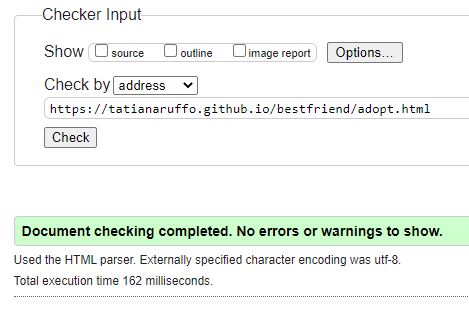 Checker Input
Show source outline image report Options...
Check by address
https://tatianaruffo.github.io/bestfriend/adopt.html
Check
Document checking completed. No errors or warnings to show.
Used the HTML parser. Externally specified character encoding was utf-8.
Total execution time 162 milliseconds.